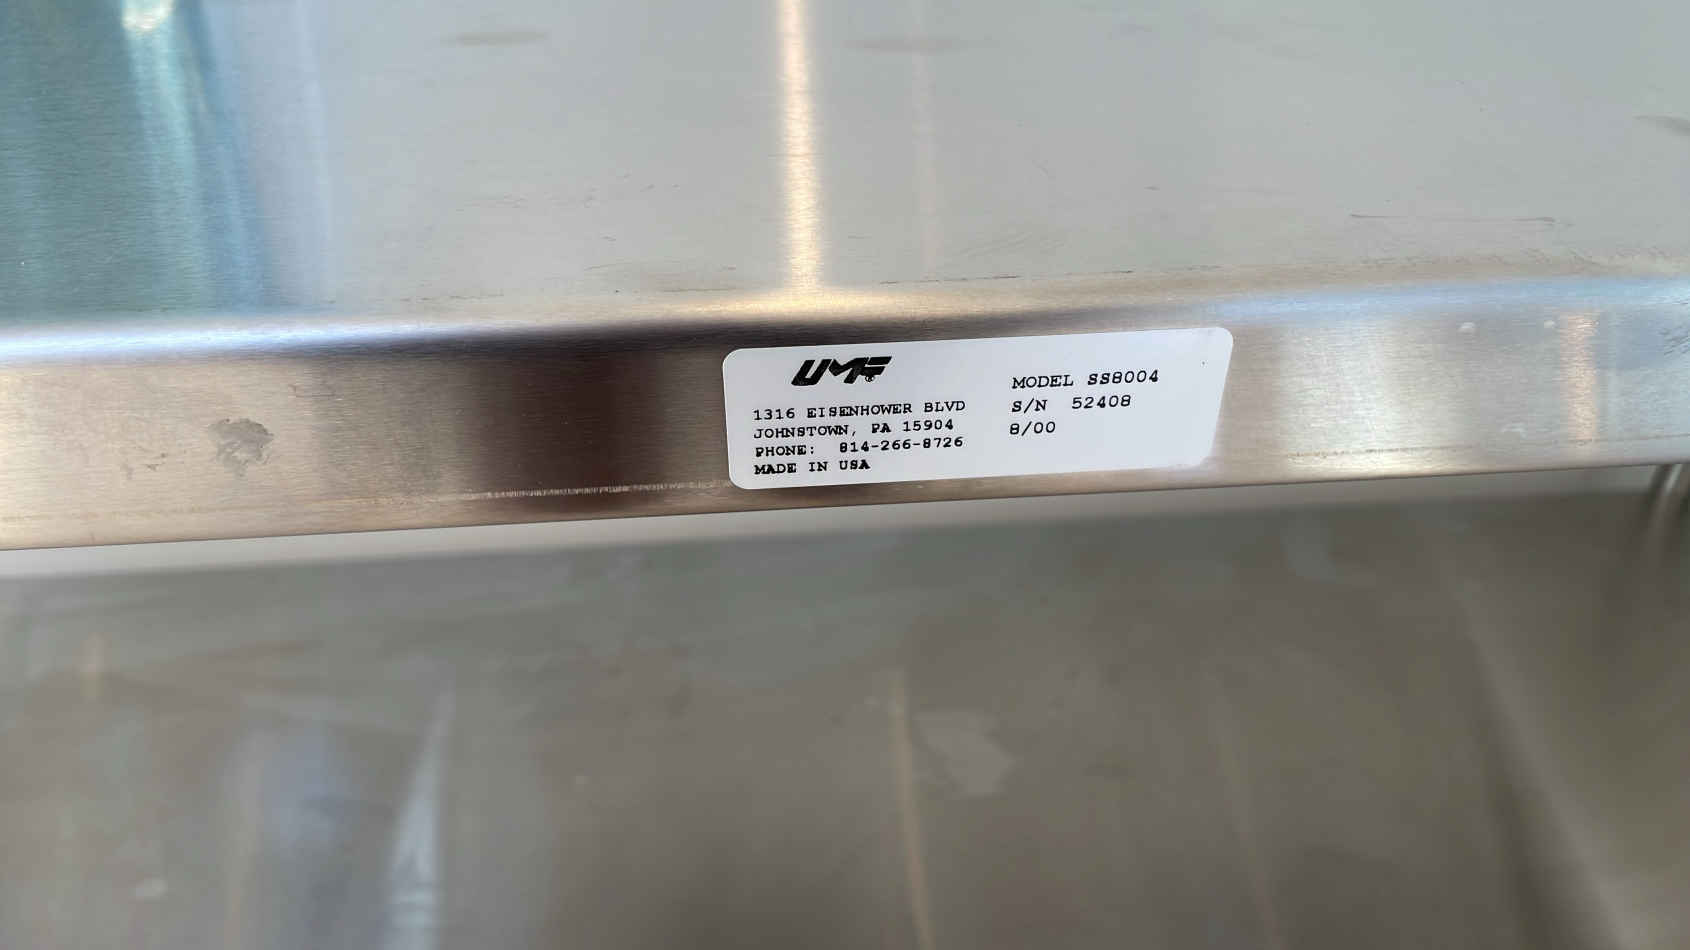 UMF
1316 EISENHOWER BLVD
JOHNSTOWN, PA 15904
PHONE: 814-266-8726
MADE IN USA
MODEL SS8004
S/N 52408
8/00